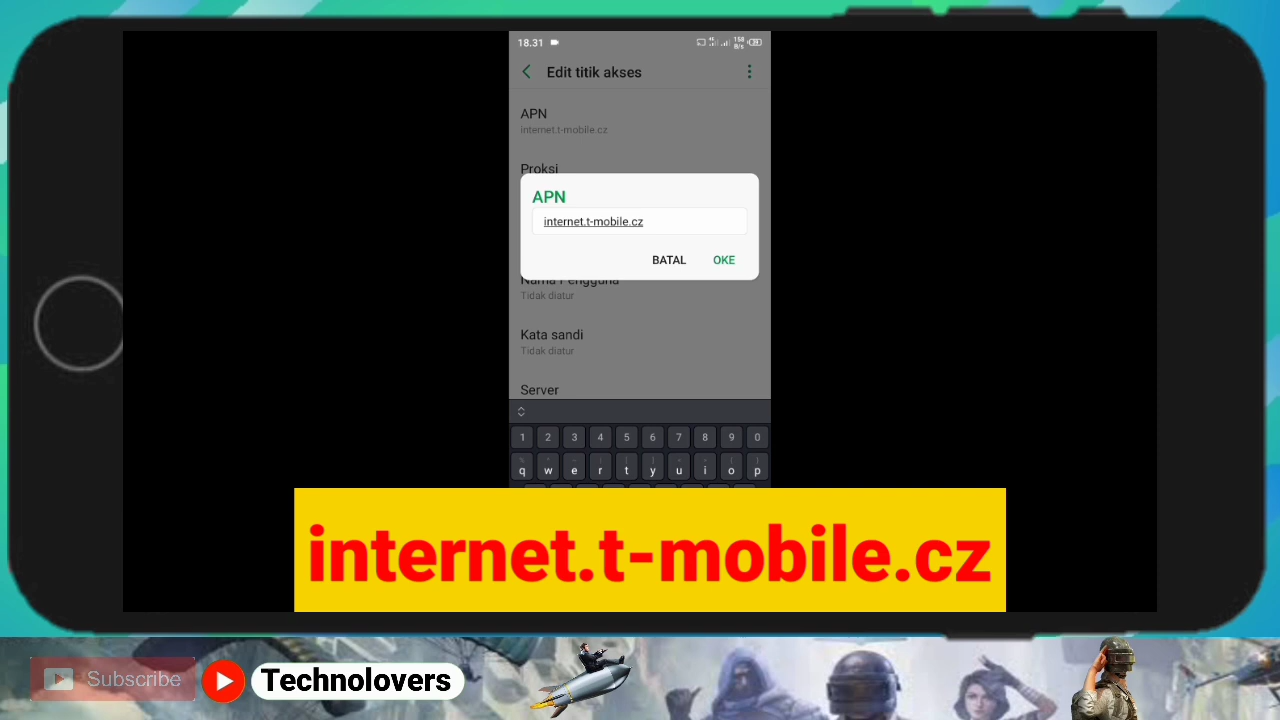 18.31
158
B/s
Edit titik akses
APN
internet.t-mobile.cz
Proksi
APN
internet.t-mobile.cz
BATAL OKE
Nama Pengguna
Tidak diatur
Kata sandi
Tidak diatur
Server
1 2 3 4 5 6 7 8 9 0
q w e r t y u i o p
internet.t-mobile.cz
Subscribe
Technolovers